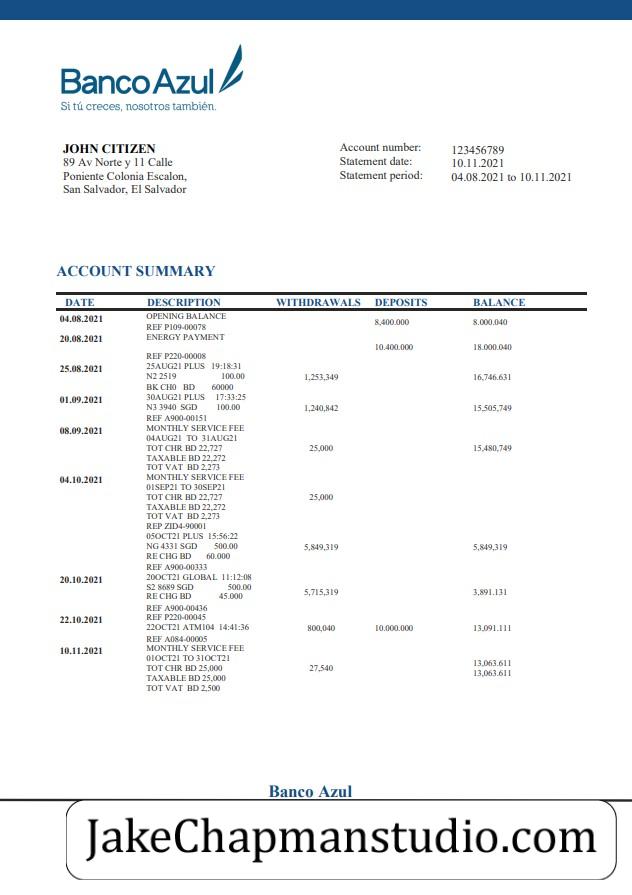 Banco Azul
Si tú creces, nosotros también.
JOHN CITIZEN
89 Av Norte y 11 Calle
Poniente Colonia Escalon,
San Salvador, El Salvador
Account number: 123456789
Statement date: 10.11.2021
Statement period: 04.08.2021 to 10.11.2021
ACCOUNT SUMMARY
DATE DESCRIPTION WITHDRAWALS DEPOSITS BALANCE
04.08.2021 OPENING BALANCE
8,400.000 8.000.040
REF P109-00078
20.08.2021 ENERGY PAYMENT
10.400.000 18.000.040
REF P220-00008
25.08.2021 25AUG21 PLUS 19:18:31
N2 2519 100.00 1,253,349 16,746.631
BK CH0 BD 60000
01.09.2021 30AUG21 PLUS 17:33:25
N3 3940 SGD 100.00 1,240,842 15,505,749
REF A900-00151
08.09.2021 MONTHLY SERVICE FEE
04AUG21 TO 31AUG21
TOT CHR BD 22,727 25,000 15,480,749
TAXABLE BD 22,272
TOT VAT BD 2,273
04.10.2021 MONTHLY SERVICE FEE
01SEP21 TO 30SEP21
TOT CHR BD 22,727 25,000
TAXABLE BD 22,272
TOT VAT BD 2,273
REP ZID4-90001
05OCT21 PLUS 15:56:22
NG 4331 SGD 500.00 5,849,319 5,849,319
RE CHG BD 60.000
REF A900-00333
20.10.2021 20OCT21 GLOBAL 11:12:08
S2 8689 SGD 500.00 5,715,319 3,891.131
RE CHG BD 45.000
REF A900-00436
22.10.2021 REF P220-00045
22OCT21 ATM104 14:41:36 800,040 10.000.000 13,091.111
REF A084-00005
10.11.2021 MONTHLY SERVICE FEE
01OCT21 TO 31OCT21
13,063.611
TOT CHR BD 25,000 27,540
13,063.611
TAXABLE BD 25,000
TOT VAT BD 2,500
Banco Azul
JakeChapmanstudio.com